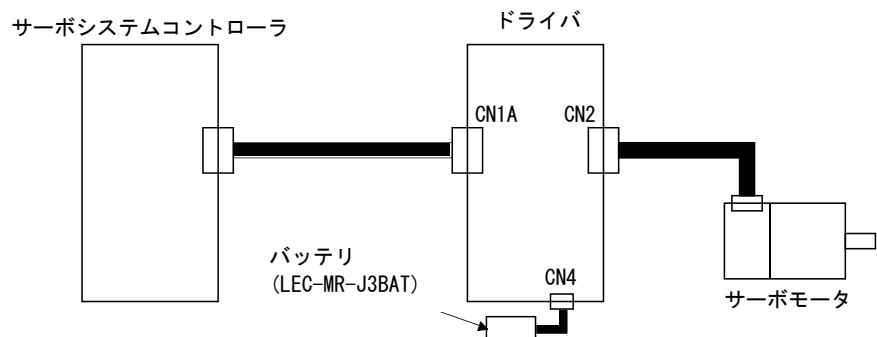 サーボシステムコントローラ
ドライバ
CN1A
CN2
バッテリ
(LEC-MR-J3BAT)
CN4
サーボモータ